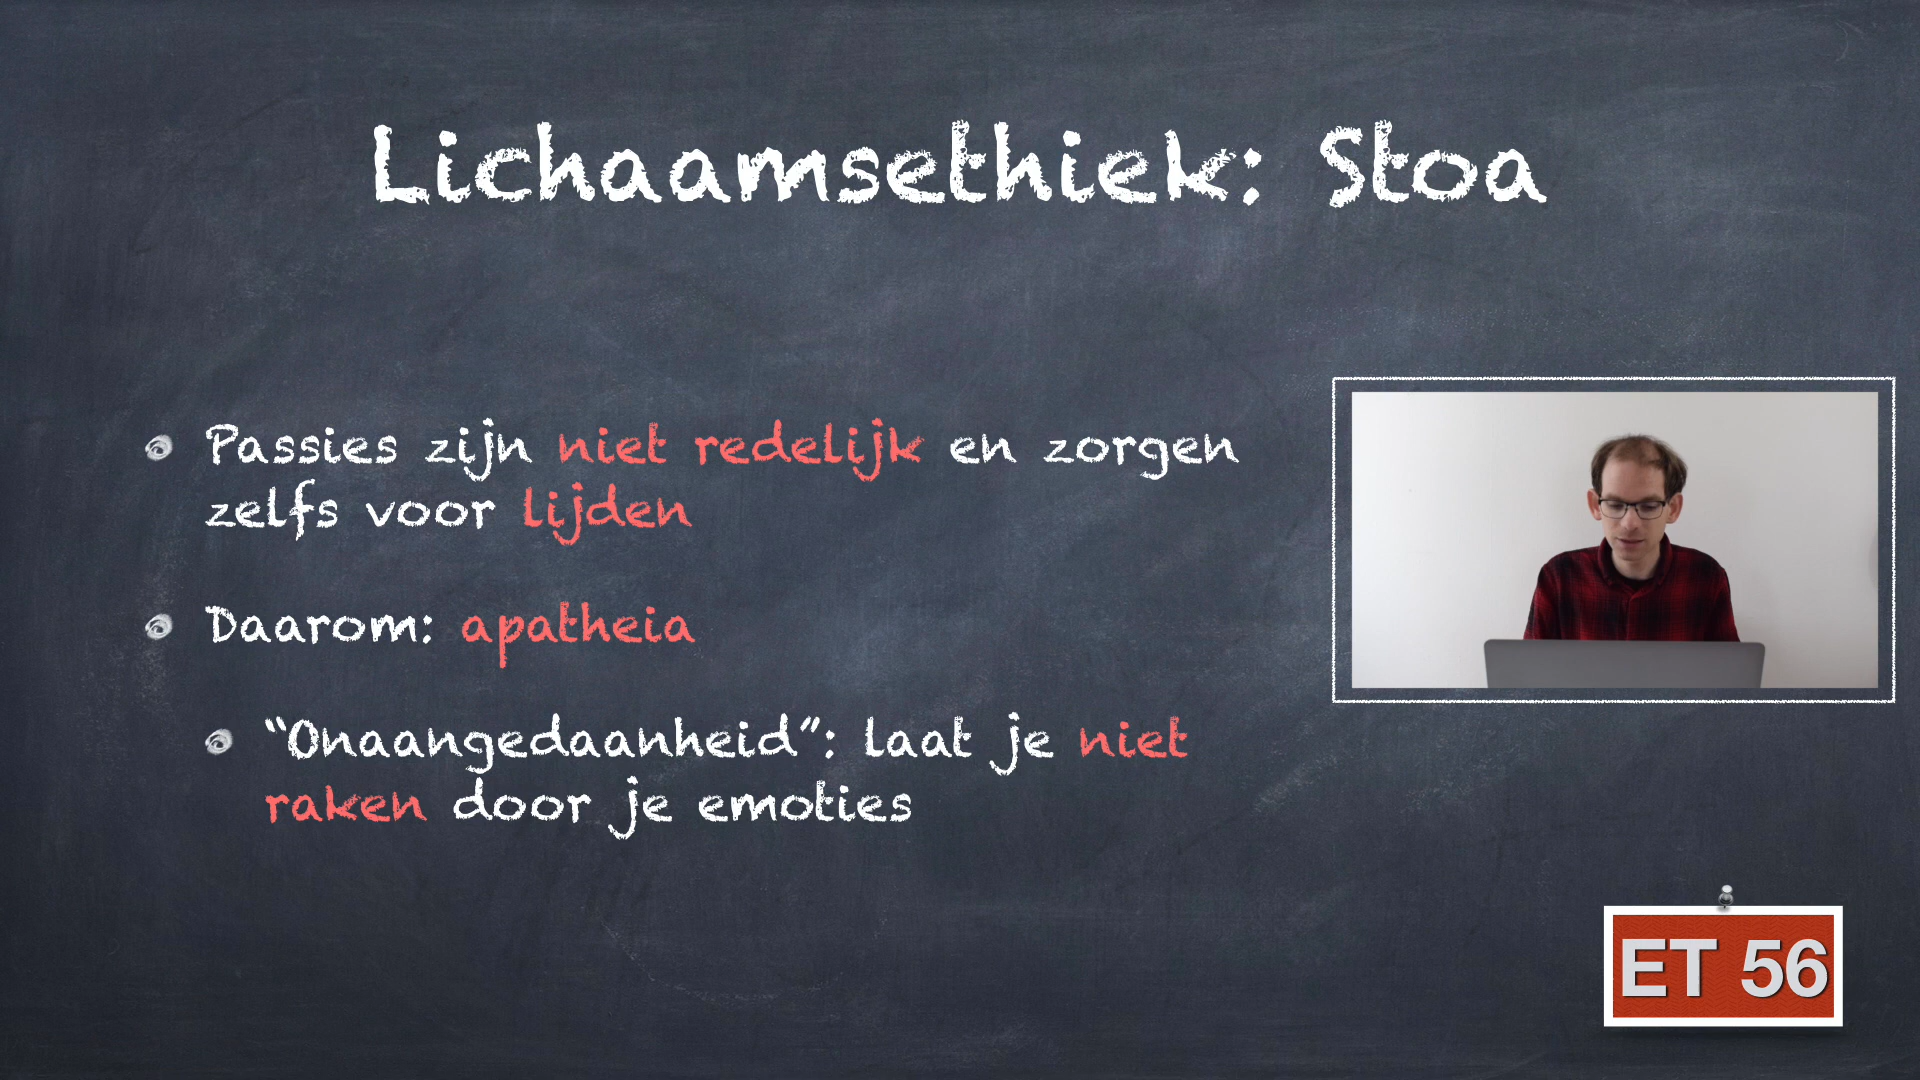 Lichaamsethiek: Stoa
Passies zijn niet redelijk en zorgen
zelfs voor lijden
Daarom: apatheia
“Onaangedaanheid”: laat je niet
raken door je emoties
ET 56